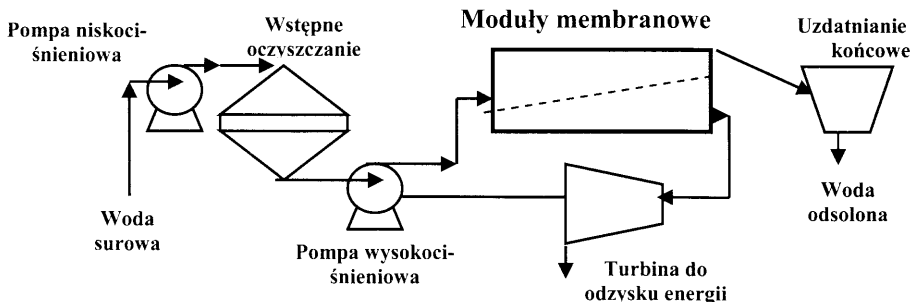 Pompa niskoci-
śnieniowa
Wstępne
oczyszczanie
Moduły membranowe
Uzdatnianie
końcowe
Woda
surowa
Pompa wysokoci-
śnieniowa
Turbina do
odzysku energii
Woda
odsolona